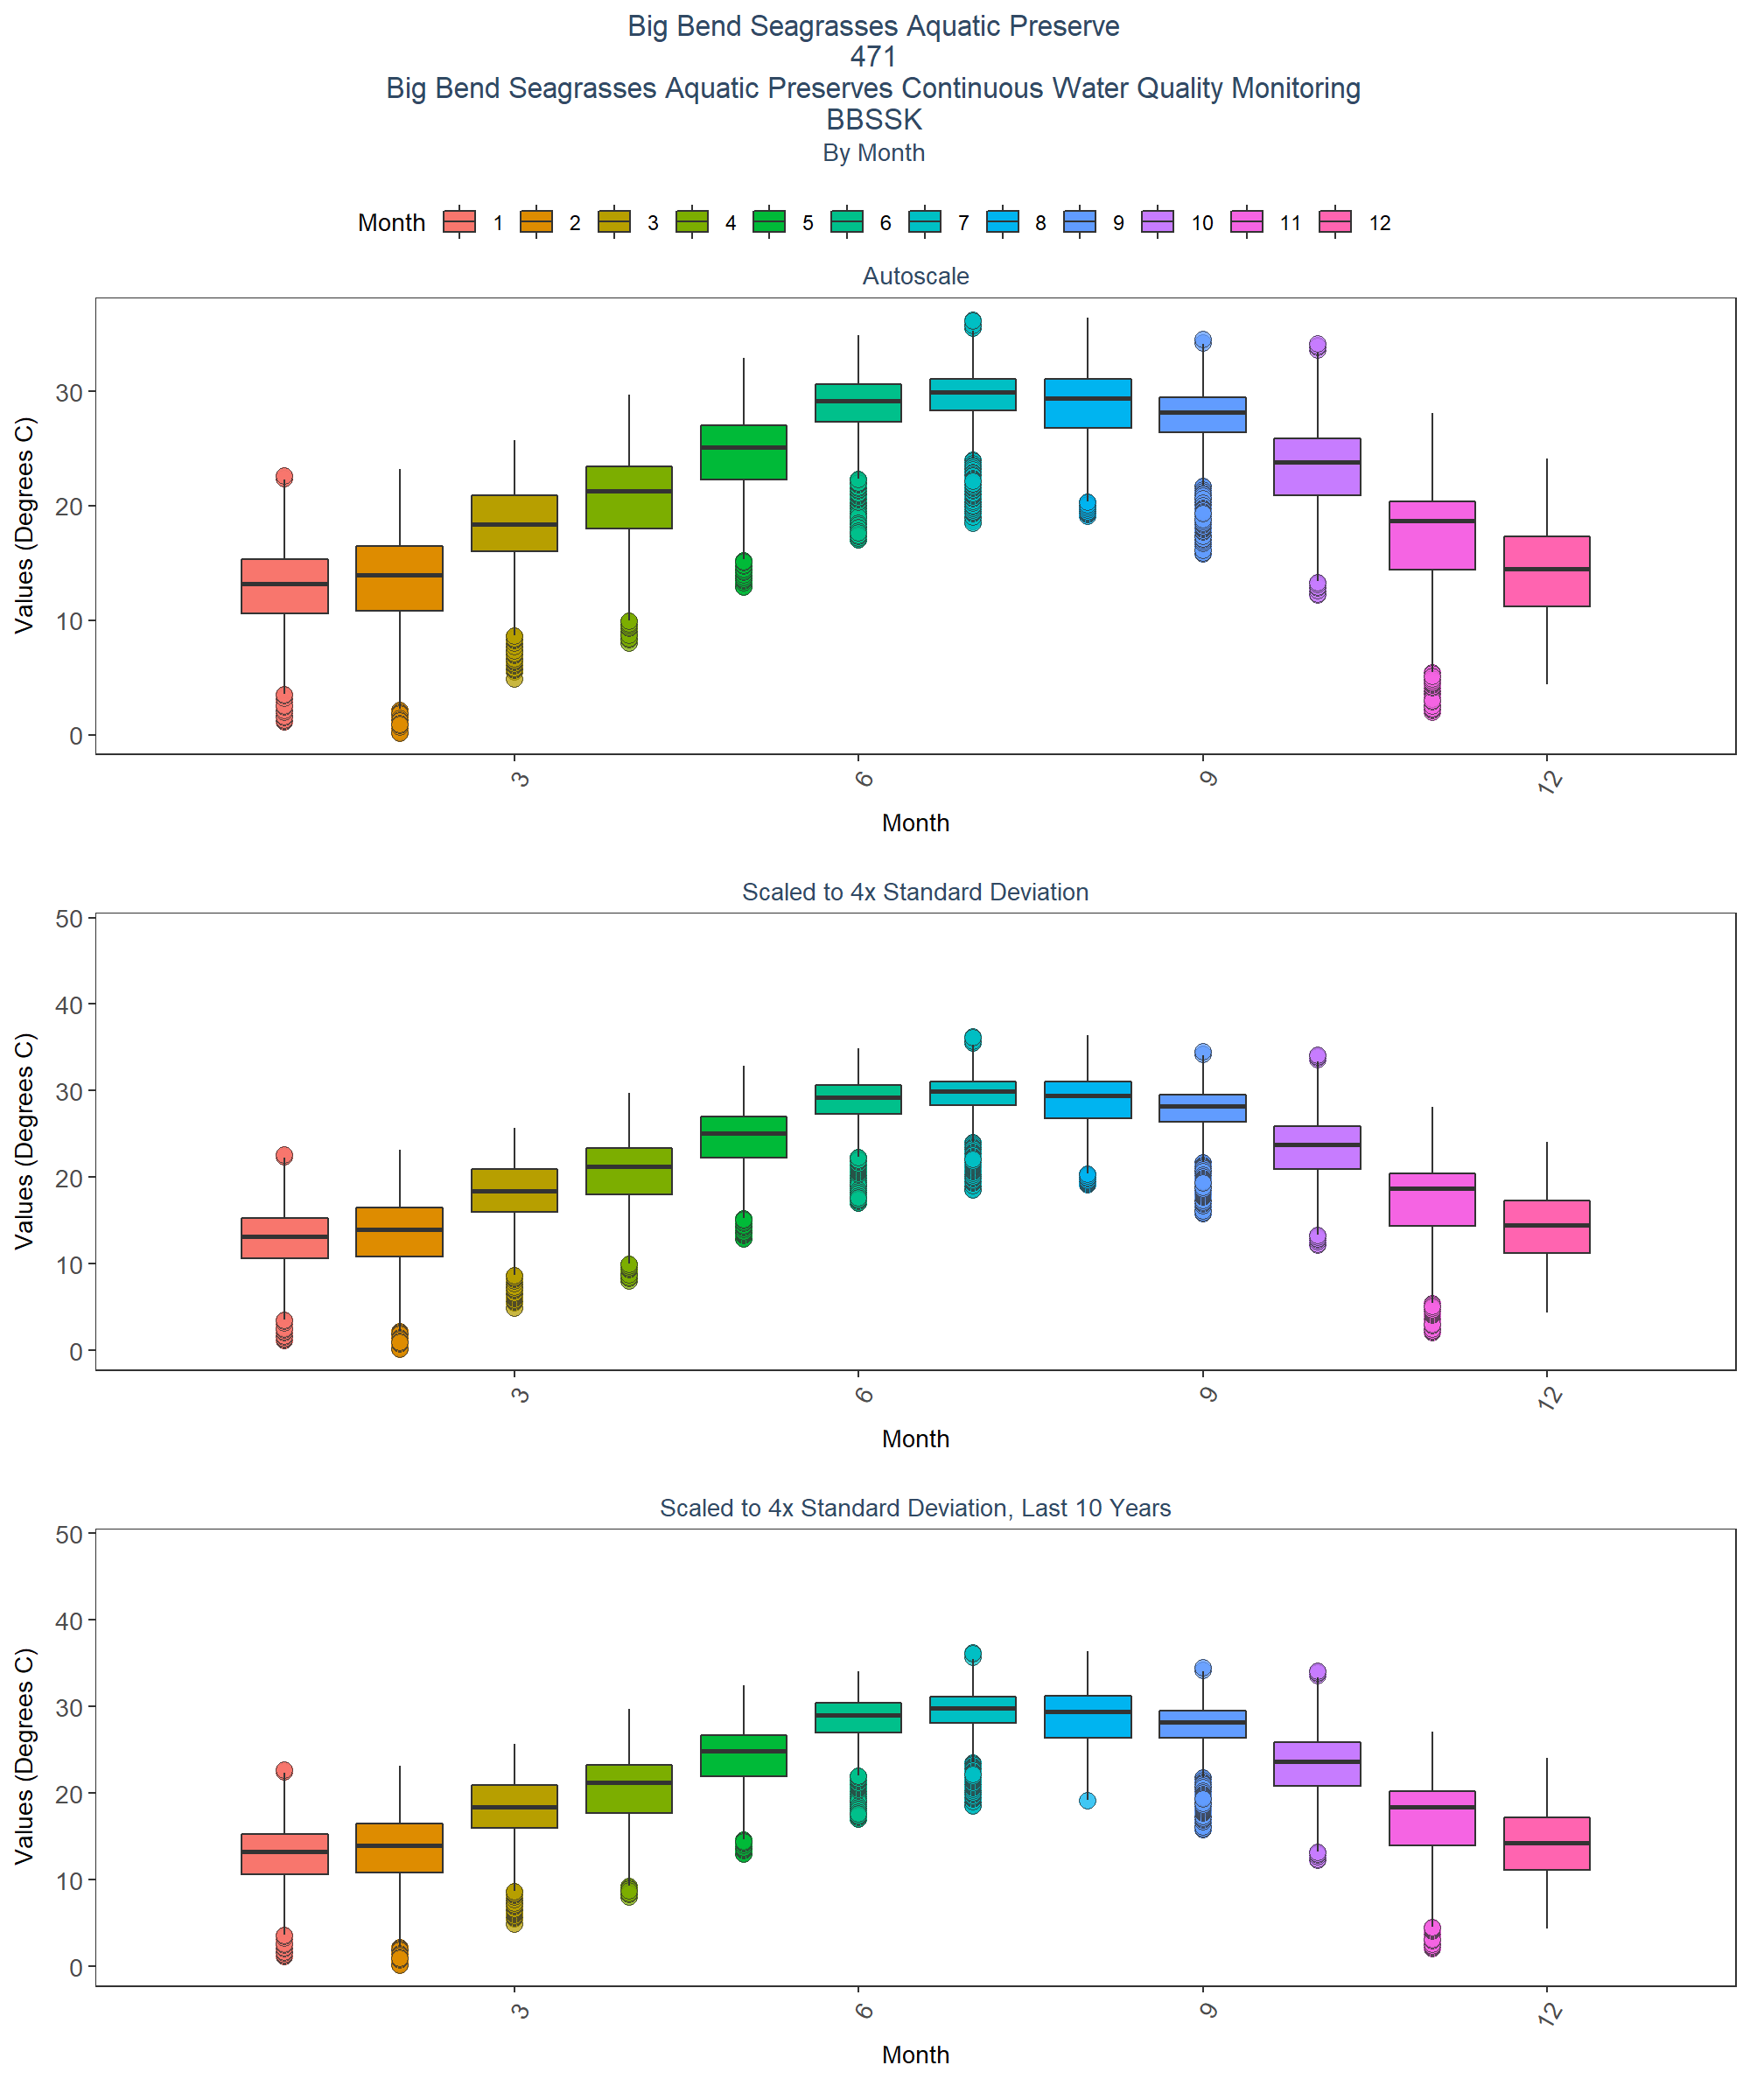 Big Bend Seagrasses Aquatic Preserve
471
Big Bend Seagrasses Aquatic Preserves Continuous Water Quality Monitoring
BBSSK
By Month
Month 1 2 3 4 5 6 7 8 9 10 11 12
Autoscale
Values (Degrees C)
30
20
10
0
3 6 9 12
Month
Scaled to 4x Standard Deviation
Values (Degrees C)
50
40
30
20
10
0
3 6 9 12
Month
Scaled to 4x Standard Deviation, Last 10 Years
Values (Degrees C)
50
40
30
20
10
0
3 6 9 12
Month